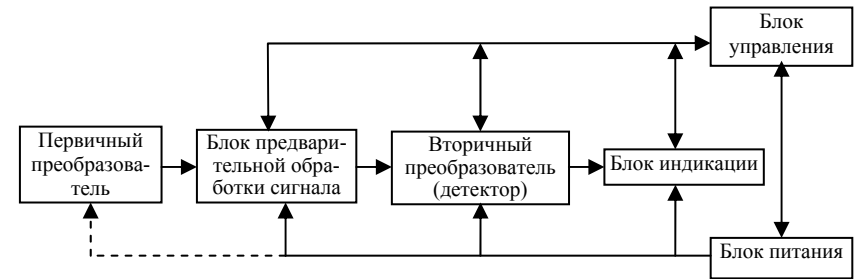 Блок
управления
Первичный
преобразова-
тель
Блок предвари-
тельной обра-
ботки сигнала
Вторичный
преобразователь
(детектор)
Блок индикации
Блок питания